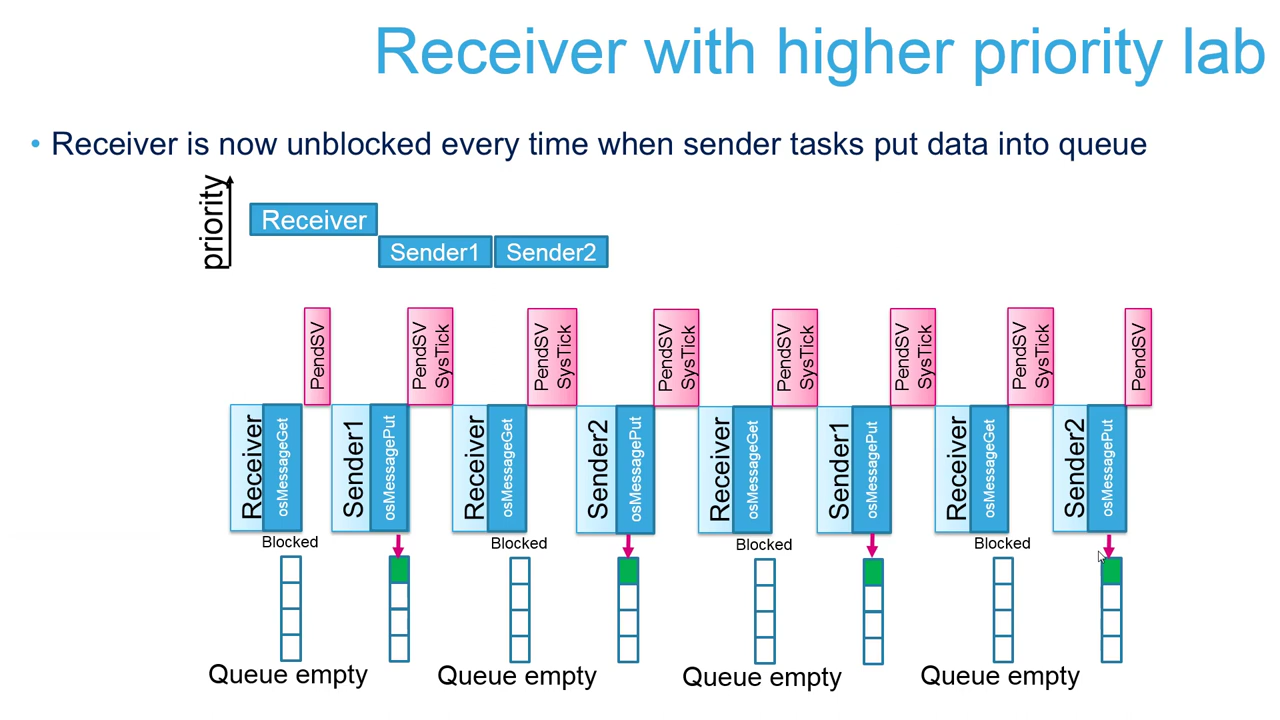 Receiver with higher priority lab
• Receiver is now unblocked every time when sender tasks put data into queue
priority
Receiver
Sender1
Sender2
PendSV
PendSV
SysTick
PendSV
SysTick
PendSV
SysTick
PendSV
SysTick
PendSV
SysTick
PendSV
SysTick
PendSV
Receiver
osMessageGet
Sender1
osMessagePut
Receiver
osMessageGet
Sender2
osMessagePut
Receiver
osMessageGet
Sender1
osMessagePut
Receiver
osMessageGet
Sender2
osMessagePut
Blocked
Blocked
Blocked
Blocked
Queue empty
Queue empty
Queue empty
Queue empty